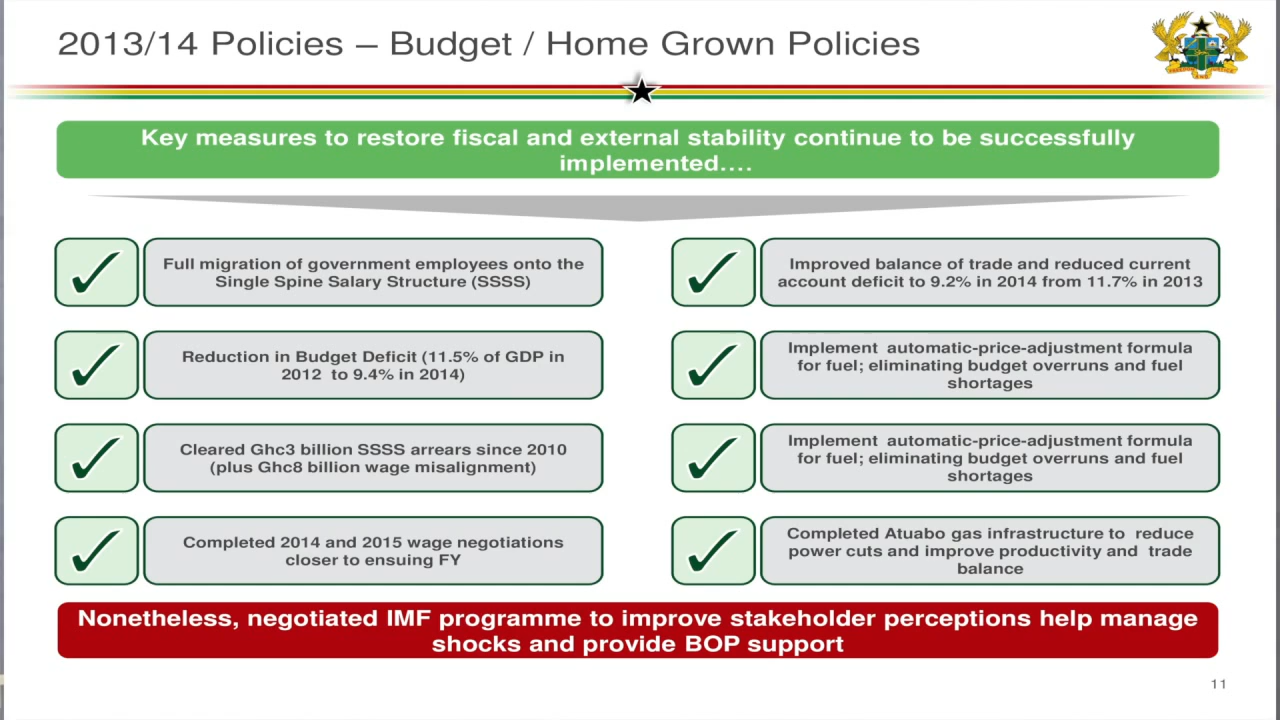 2013/14 Policies – Budget / Home Grown Policies
Key measures to restore fiscal and external stability continue to be successfully
implemented....
Full migration of government employees onto the
Single Spine Salary Structure (SSSS)
Improved balance of trade and reduced current
account deficit to 9.2% in 2014 from 11.7% in 2013
Reduction in Budget Deficit (11.5% of GDP in
2012 to 9.4% in 2014)
Implement automatic-price-adjustment formula
for fuel; eliminating budget overruns and fuel
shortages
Cleared Ghc3 billion SSSS arrears since 2010
(plus Ghc8 billion wage misalignment)
Implement automatic-price-adjustment formula
for fuel; eliminating budget overruns and fuel
shortages
Completed 2014 and 2015 wage negotiations
closer to ensuing FY
Completed Atuabo gas infrastructure to reduce
power cuts and improve productivity and trade
balance
Nonetheless, negotiated IMF programme to improve stakeholder perceptions help manage
shocks and provide BOP support
11